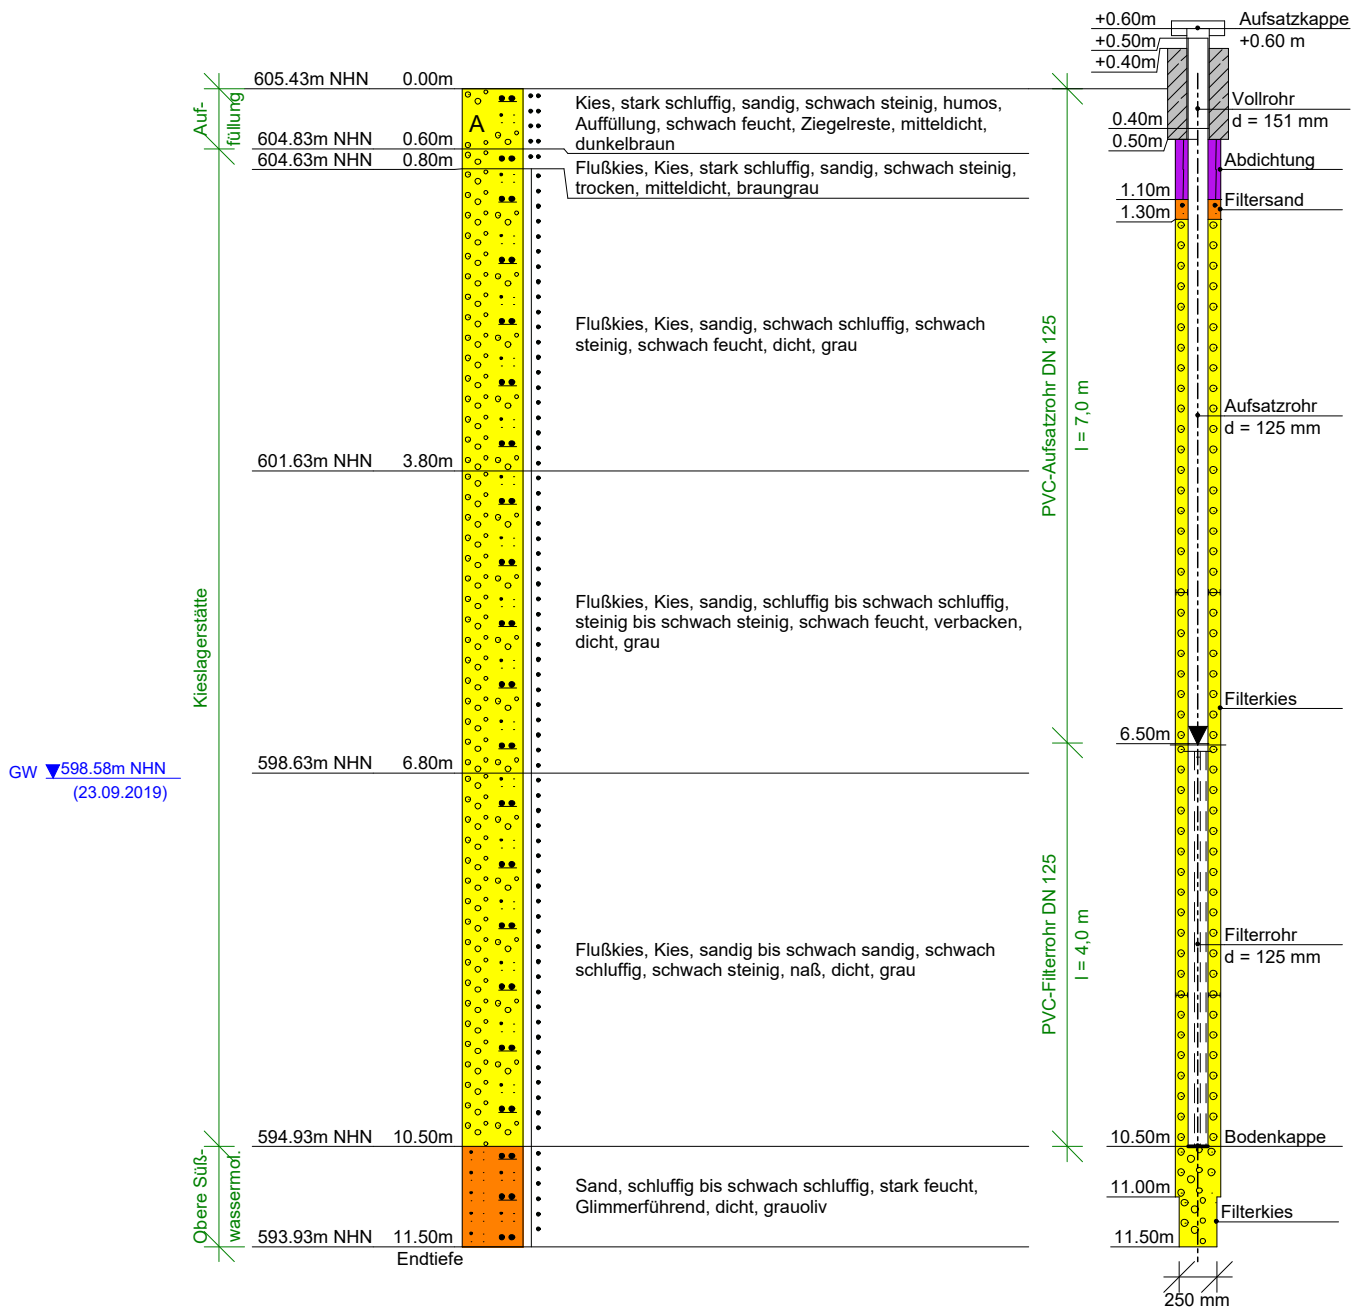 Auf-
füllung
Kieslagerstätte
Obere Süß-
wassermol.
GW 598.58m NHN
(23.09.2019)
605.43m NHN 0.00m
604.83m NHN 0.60m
604.63m NHN 0.80m
601.63m NHN 3.80m
598.63m NHN 6.80m
594.93m NHN 10.50m
593.93m NHN 11.50m
Endtiefe
A
Kies, stark schluffig, sandig, schwach steinig, humos,
Auffüllung, schwach feucht, Ziegelreste, mitteldicht,
dunkelbraun
Flußkies, Kies, stark schluffig, sandig, schwach steinig,
trocken, mitteldicht, braungrau
Flußkies, Kies, sandig, schwach schluffig, schwach
steinig, schwach feucht, dicht, grau
Flußkies, Kies, sandig, schluffig bis schwach schluffig,
steinig bis schwach steinig, schwach feucht, verbacken,
dicht, grau
Flußkies, Kies, sandig bis schwach sandig, schwach
schluffig, schwach steinig, naß, dicht, grau
Sand, schluffig bis schwach schluffig, stark feucht,
Glimmerführend, dicht, grauoliv
PVC-Aufsatzrohr DN 125
l = 7,0 m
PVC-Filterrohr DN 125
l = 4,0 m
+0.60m
+0.50m
+0.40m
0.40m
0.50m
1.10m
1.30m
6.50m
10.50m
11.00m
11.50m
Aufsatzkappe
+0.60 m
Vollrohr
d = 151 mm
Abdichtung
Filtersand
Aufsatzrohr
d = 125 mm
Filterkies
Filterrohr
d = 125 mm
Bodenkappe
Filterkies
250 mm